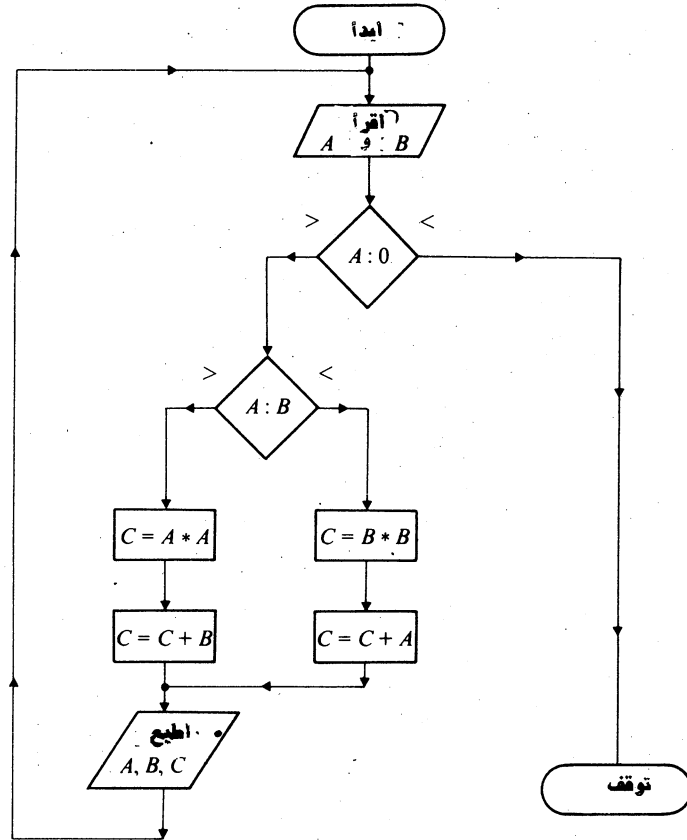 ابدأ
اقرأ
A و B
> <
A : 0
> <
A : B
C = A * A
C = B * B
C = C + B
C = C + A
اطبع
A, B, C
توقف